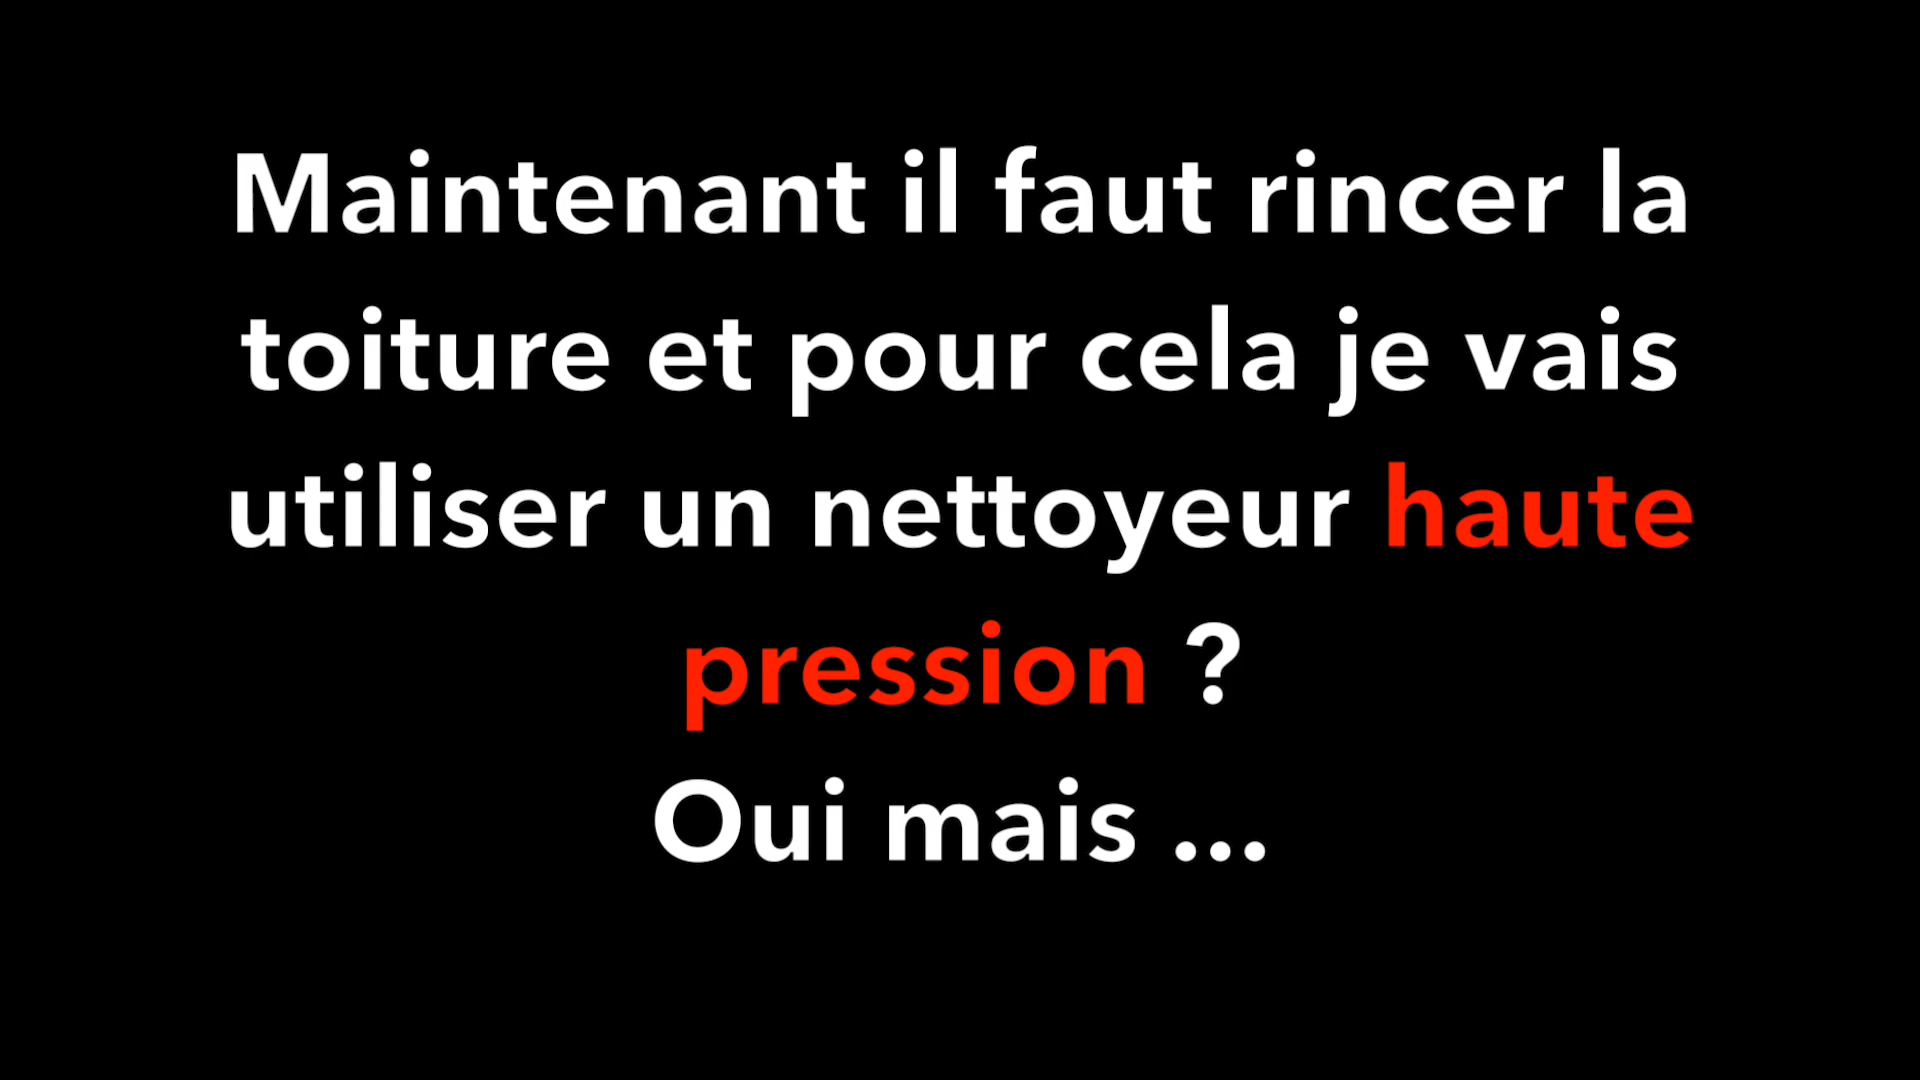 Maintenant il faut rincer la
toiture et pour cela je vais
utiliser un nettoyeur haute
pression ?
Oui mais ...